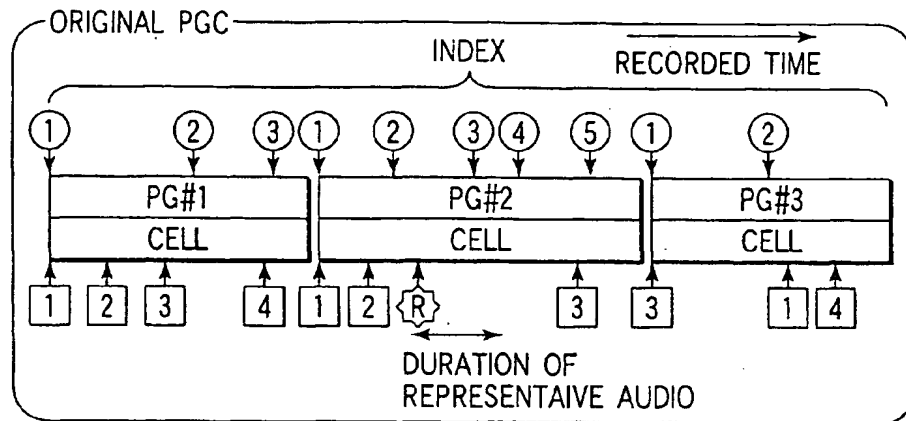 ORIGINAL PGC
INDEX
RECORDED TIME
1 2 3 1 2 3 4 5 1 2
PG#1 PG#2 PG#3
CELL CELL CELL
1 2 3 4 1 2 R 3 3 1 4
DURATION OF
REPRESENTAIVE AUDIO